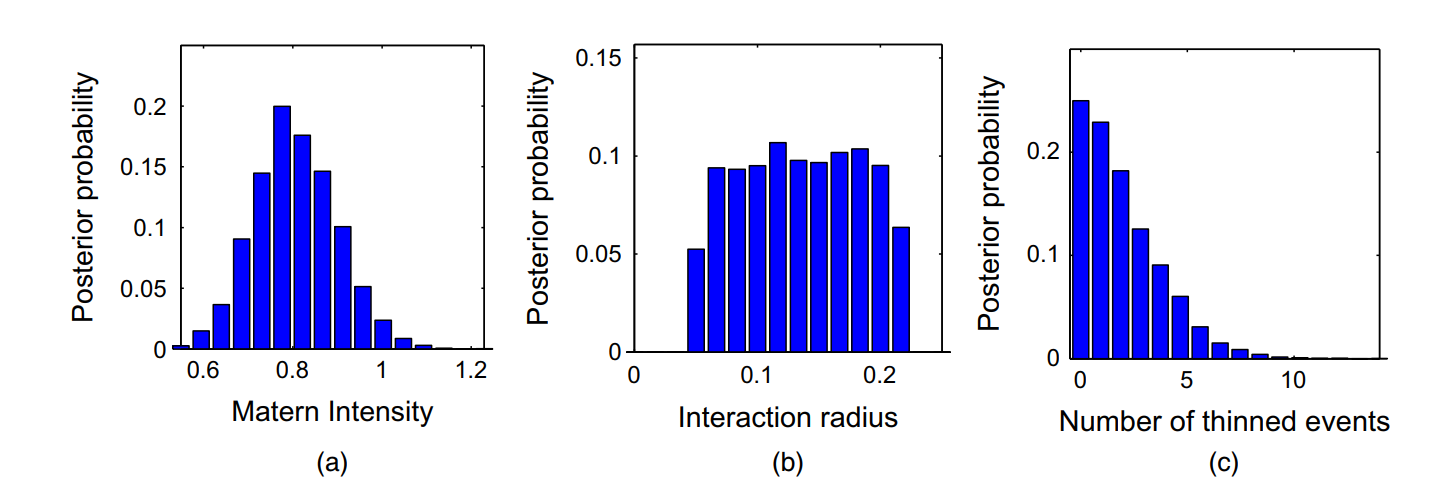 Posterior probability
0.2
0.15
0.1
0.05
0
0.6 0.8 1 1.2
Matern Intensity
(a)
Posterior probability
0.15
0.1
0.05
0
0 0.1 0.2
Interaction radius
(b)
Posterior probability
0.2
0.1
0
0 5 10
Number of thinned events
(c)